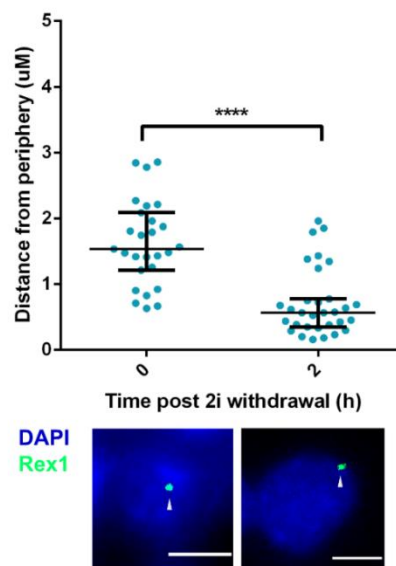 5
4
3
2
1
0
Distance from periphery (uM)
****
0
2
Time post 2i withdrawal (h)
DAPI
Rex1